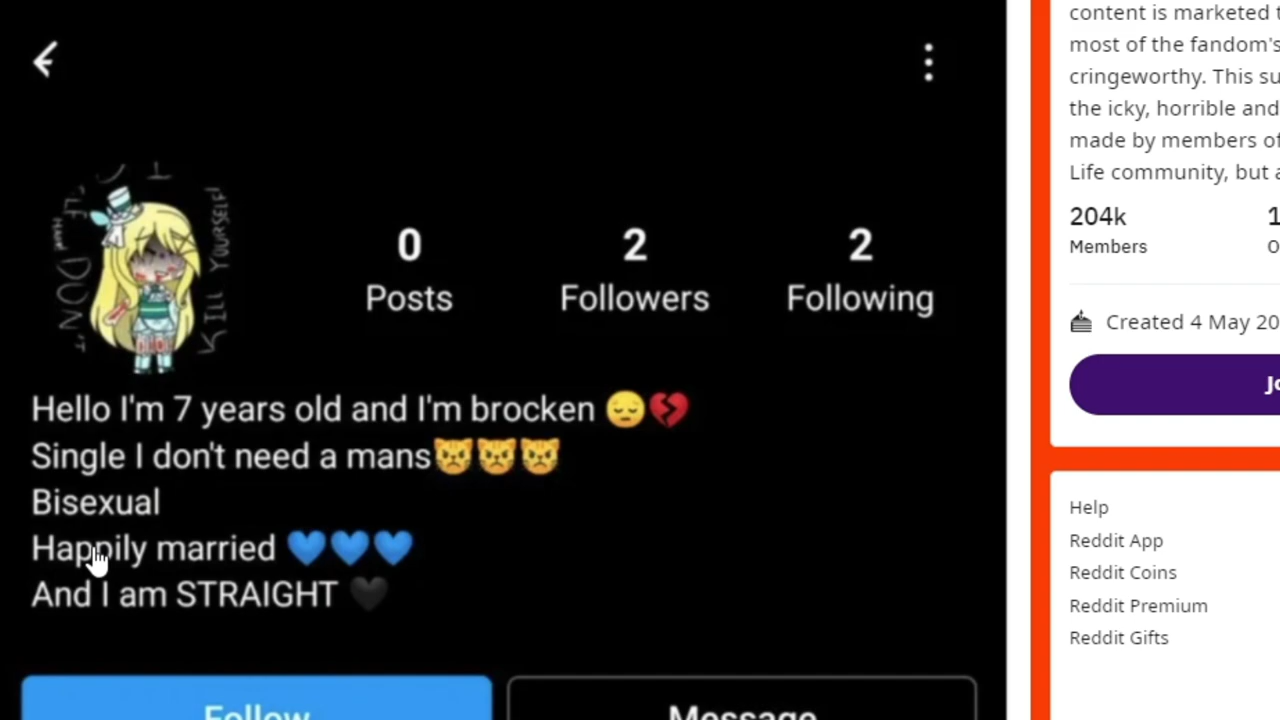 0
Posts
2
Followers
2
Following
DON'T
KILL YOURSELF!
Hello I'm 7 years old and I'm brocken 😔💔
Single I don't need a mans😾😾😾
Bisexual
Happily married 💙💙💙
And I am STRAIGHT 🖤
Follow
Message
content is marketed t
most of the fandom's
cringeworthy. This su
the icky, horrible and
made by members of
Life community, but a
204k
Members
Created 4 May 20
Help
Reddit App
Reddit Coins
Reddit Premium
Reddit Gifts